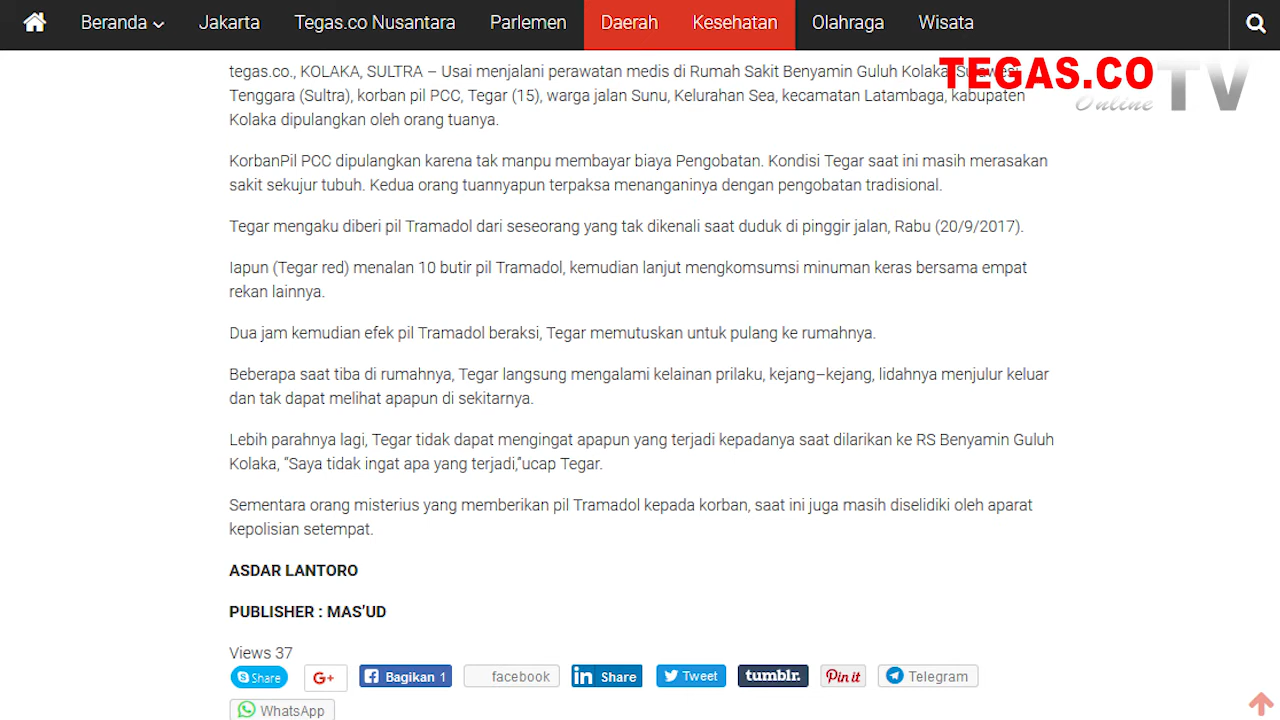 Beranda Jakarta Tegas.co Nusantara Parlemen Daerah Kesehatan Olahraga Wisata
TEGAS.CO TV
Online
tegas.co., KOLAKA, SULTRA – Usai menjalani perawatan medis di Rumah Sakit Benyamin Guluh Kolaka, Sulawesi
Tenggara (Sultra), korban pil PCC, Tegar (15), warga jalan Sunu, Kelurahan Sea, kecamatan Latambaga, kabupaten
Kolaka dipulangkan oleh orang tuanya.
KorbanPil PCC dipulangkan karena tak manpu membayar biaya Pengobatan. Kondisi Tegar saat ini masih merasakan
sakit sekujur tubuh. Kedua orang tuannyapun terpaksa menanganinya dengan pengobatan tradisional.
Tegar mengaku diberi pil Tramadol dari seseorang yang tak dikenali saat duduk di pinggir jalan, Rabu (20/9/2017).
Iapun (Tegar red) menalan 10 butir pil Tramadol, kemudian lanjut mengkomsumsi minuman keras bersama empat
rekan lainnya.
Dua jam kemudian efek pil Tramadol beraksi, Tegar memutuskan untuk pulang ke rumahnya.
Beberapa saat tiba di rumahnya, Tegar langsung mengalami kelainan prilaku, kejang–kejang, lidahnya menjulur keluar
dan tak dapat melihat apapun di sekitarnya.
Lebih parahnya lagi, Tegar tidak dapat mengingat apapun yang terjadi kepadanya saat dilarikan ke RS Benyamin Guluh
Kolaka, “Saya tidak ingat apa yang terjadi,”ucap Tegar.
Sementara orang misterius yang memberikan pil Tramadol kepada korban, saat ini juga masih diselidiki oleh aparat
kepolisian setempat.
ASDAR LANTORO
PUBLISHER : MAS’UD
Views 37
Share G+ Bagikan 1 facebook in Share Tweet tumblr. Pin it Telegram
WhatsApp